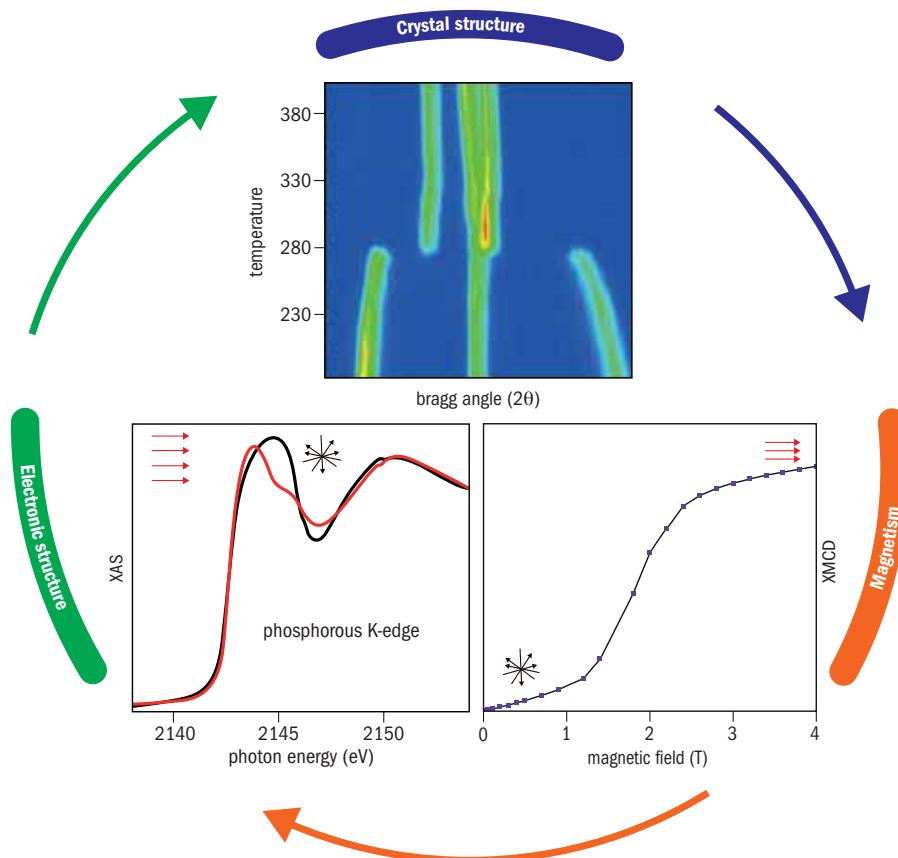 Crystal structure
380
330
280
230
temperature
bragg angle (2θ)
Electronic structure
XAS
phosphorous K-edge
2140
2145
2150
photon energy (eV)
XMCD
0
1
2
3
4
magnetic field (T)
Magnetism